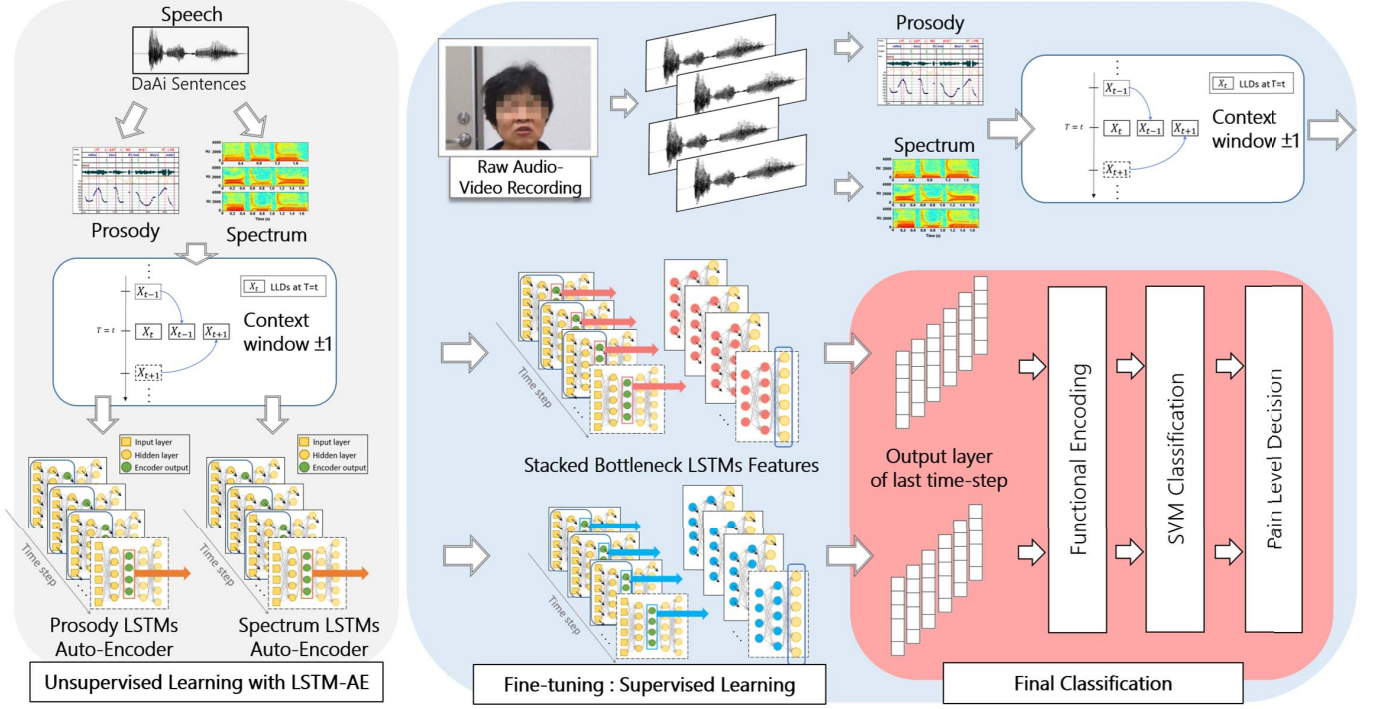 Speech
DaAi Sentences
Prosody
Spectrum
X_{t-1}
X_t LLDs at T=t
T = t
X_t
X_{t-1}
X_{t+1}
X_{t+1}
Context
window ±1
Input layer
Hidden layer
Encoder output
Input layer
Hidden layer
Encoder output
Time step
Time step
Prosody LSTMs
Auto-Encoder
Spectrum LSTMs
Auto-Encoder
Unsupervised Learning with LSTM-AE
Raw Audio-
Video Recording
Prosody
Spectrum
X_{t-1}
X_t LLDs at T=t
T = t
X_t
X_{t-1}
X_{t+1}
X_{t+1}
Context
window ±1
Time step
Stacked Bottleneck LSTMs Features
Time step
Fine-tuning : Supervised Learning
Output layer
of last time-step
Functional Encoding
SVM Classification
Pain Level Decision
Final Classification